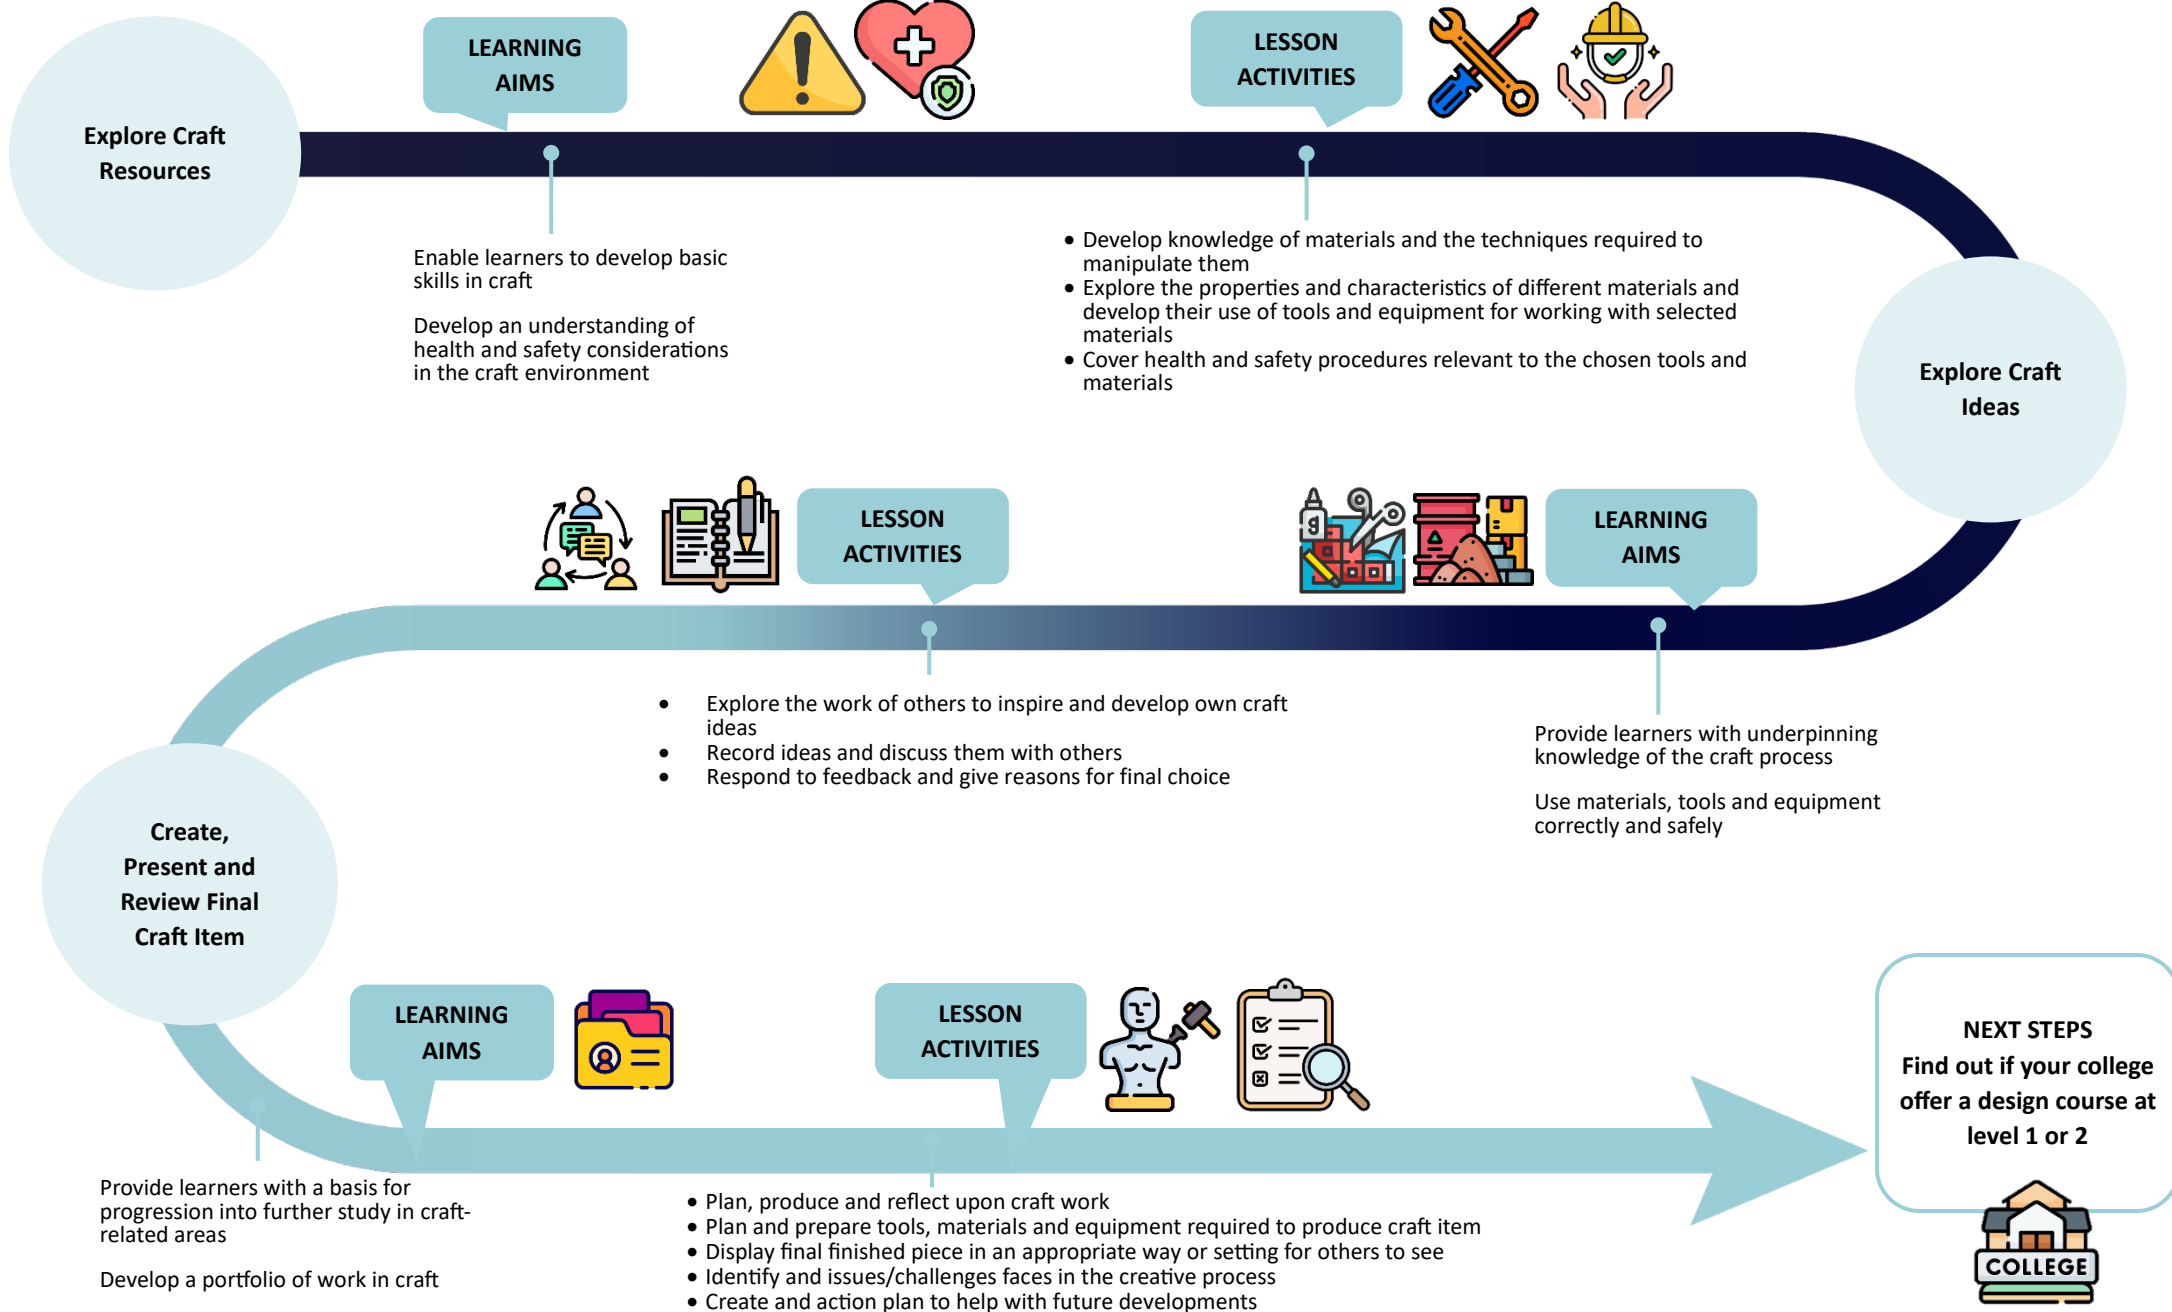 Explore Craft
Resources
LEARNING
AIMS
Enable learners to develop basic
skills in craft
Develop an understanding of
health and safety considerations
in the craft environment
LESSON
ACTIVITIES
• Develop knowledge of materials and the techniques required to
manipulate them
• Explore the properties and characteristics of different materials and
develop their use of tools and equipment for working with selected
materials
• Cover health and safety procedures relevant to the chosen tools and
materials
Explore Craft
Ideas
LEARNING
AIMS
Provide learners with underpinning
knowledge of the craft process
Use materials, tools and equipment
correctly and safely
g
LESSON
ACTIVITIES
• Explore the work of others to inspire and develop own craft
ideas
• Record ideas and discuss them with others
• Respond to feedback and give reasons for final choice
Create,
Present and
Review Final
Craft Item
LEARNING
AIMS
Provide learners with a basis for
progression into further study in craft-
related areas
Develop a portfolio of work in craft
LESSON
ACTIVITIES
• Plan, produce and reflect upon craft work
• Plan and prepare tools, materials and equipment required to produce craft item
• Display final finished piece in an appropriate way or setting for others to see
• Identify and issues/challenges faces in the creative process
• Create and action plan to help with future developments
NEXT STEPS
Find out if your college
offer a design course at
level 1 or 2
COLLEGE